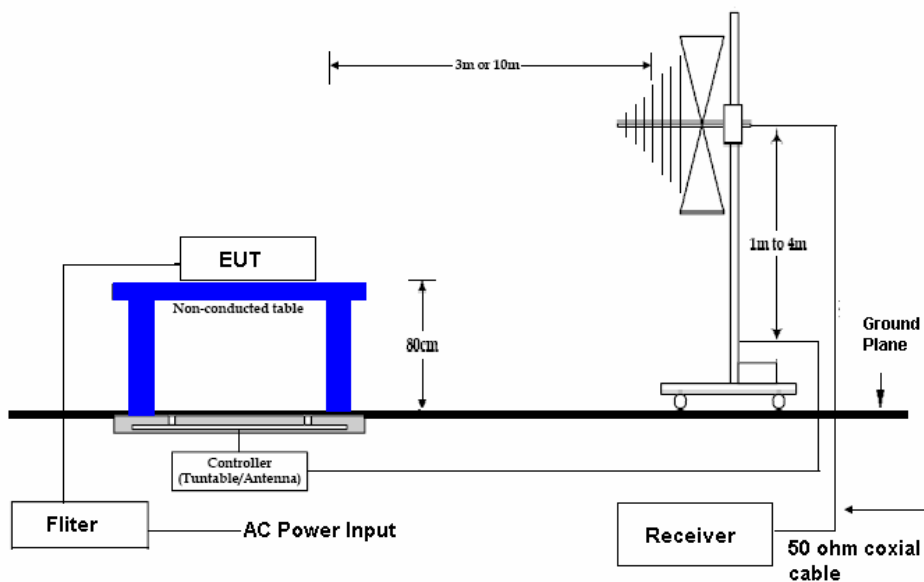 3m or 10m
1m to 4m
EUT
Non-conducted table
80cm
Ground
Plane
Controller
(Tuntable/Antenna)
Fliter
AC Power Input
Receiver
50 ohm coxial
cable